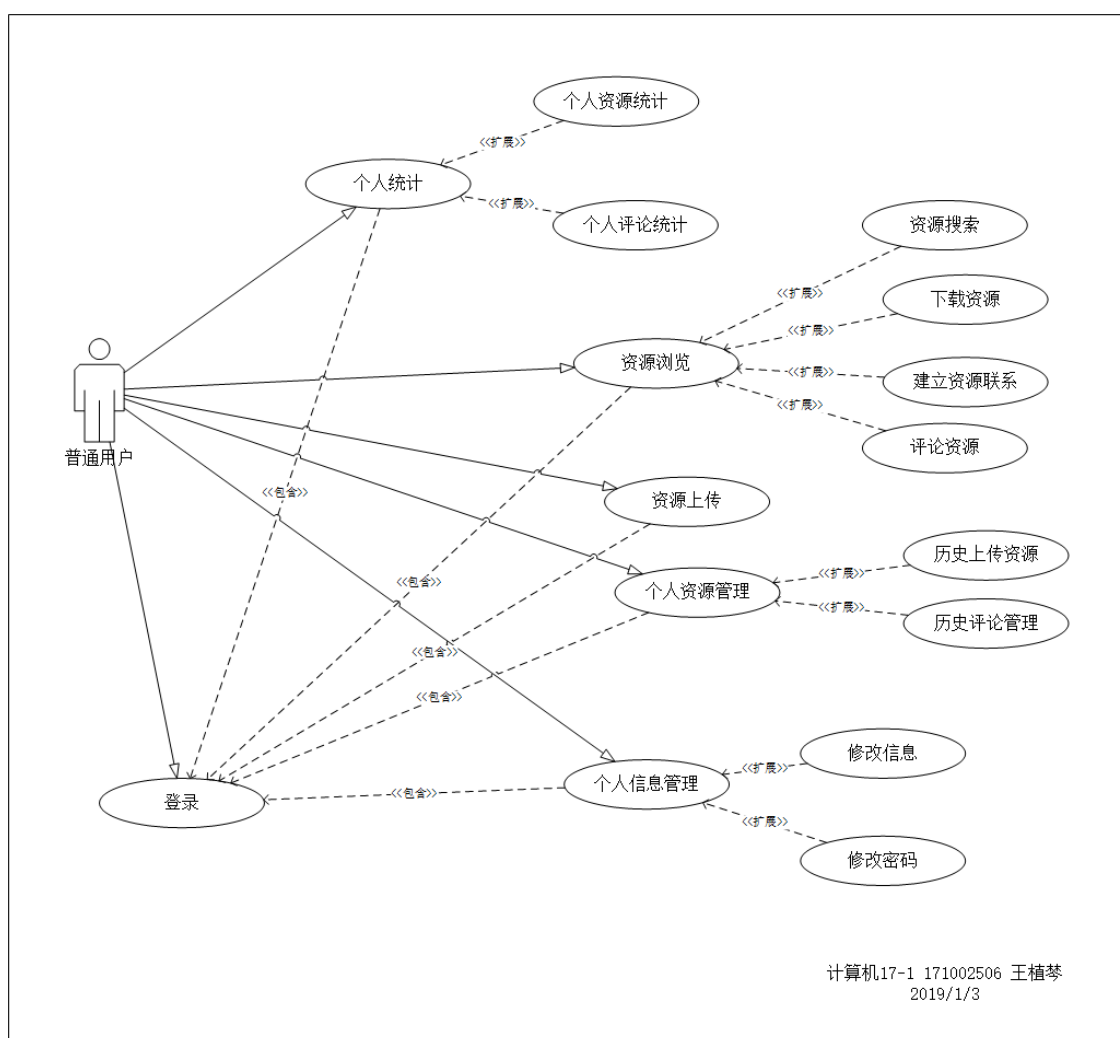 个人资源统计
<<扩展>>
个人统计
<<扩展>>
个人评论统计
资源搜索
<<扩展>>
下载资源
<<扩展>>
资源浏览
<<扩展>>
建立资源联系
<<扩展>>
评论资源
普通用户
<<包含>>
资源上传
历史上传资源
<<扩展>>
<<包含>>
个人资源管理
<<扩展>>
历史评论管理
<<包含>>
<<包含>>
修改信息
<<扩展>>
个人信息管理
<<包含>>
登录
<<扩展>>
修改密码
计算机17-1 171002506 王植棽
2019/1/3